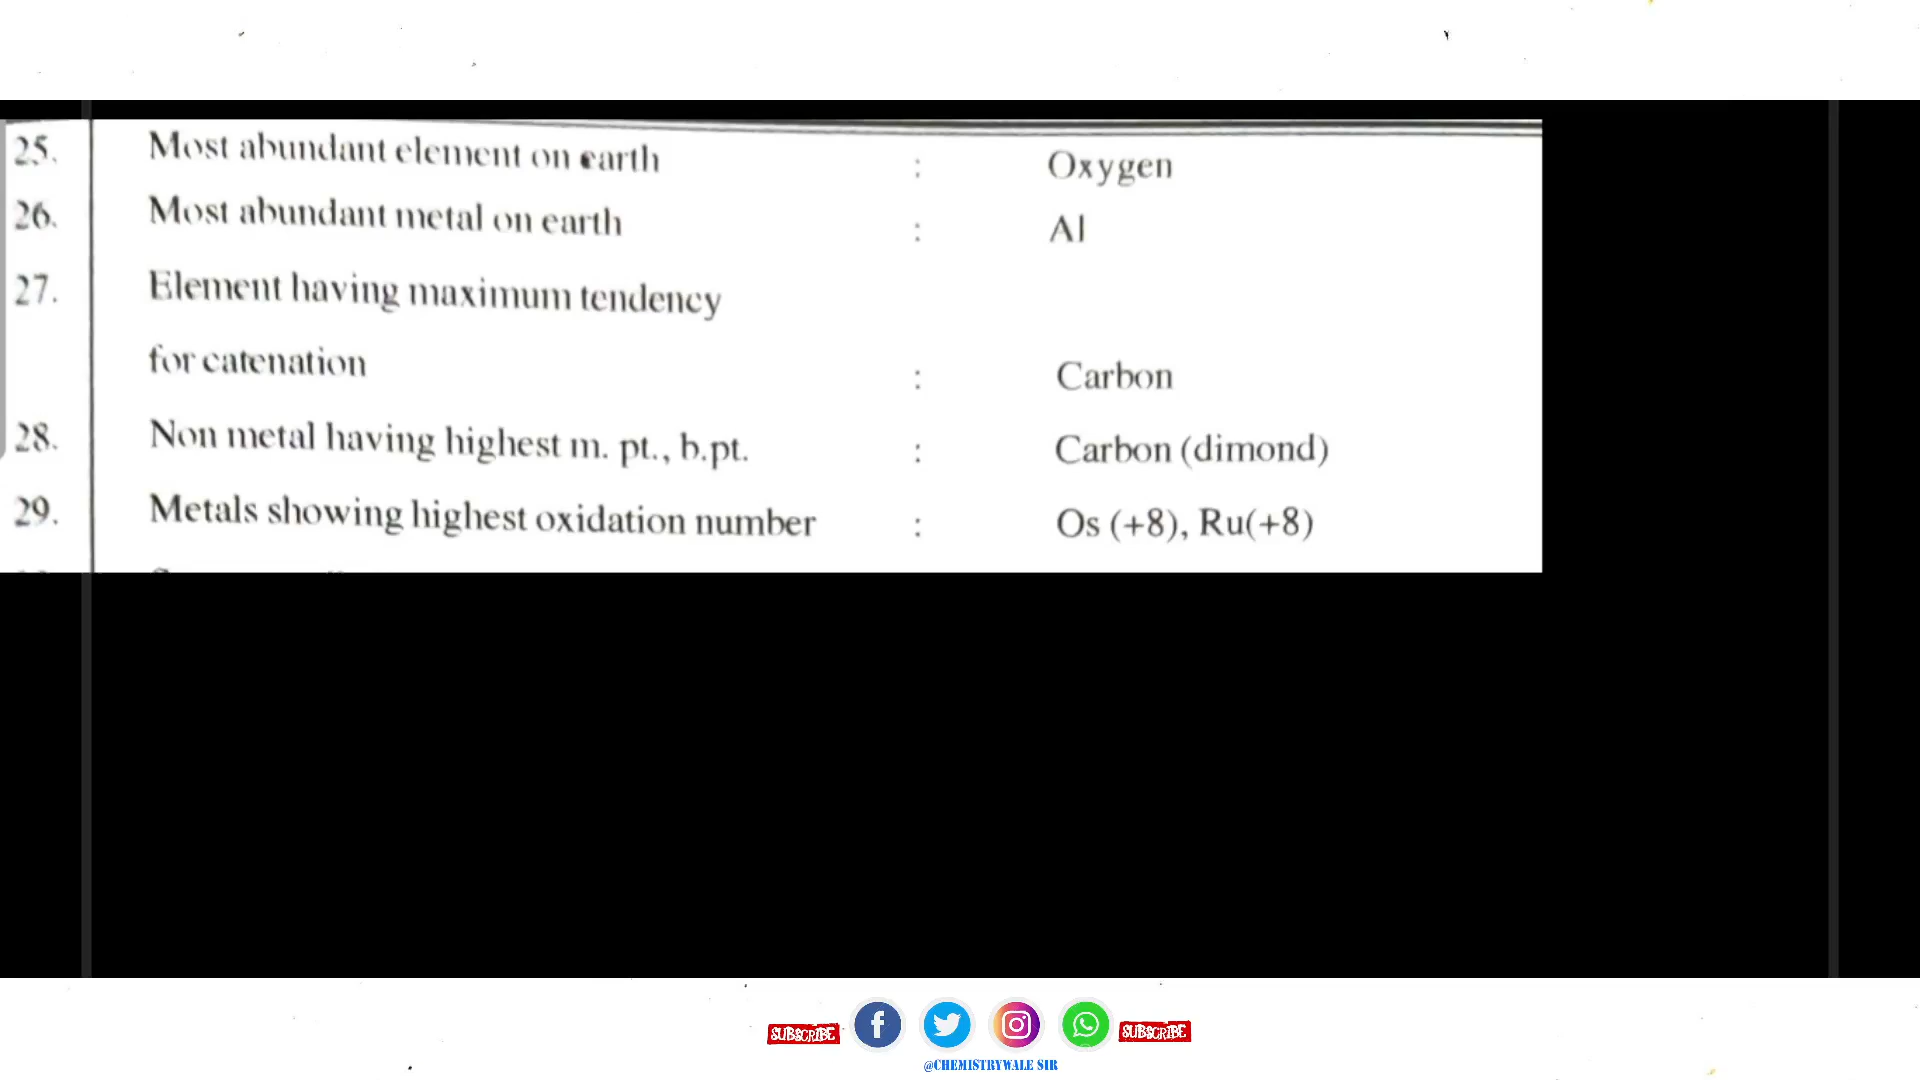 25. Most abundant element on earth : Oxygen
26. Most abundant metal on earth : Al
27. Element having maximum tendency
for catenation : Carbon
28. Non metal having highest m. pt., b.pt. : Carbon (dimond)
29. Metals showing highest oxidation number : Os (+8), Ru(+8)
SUBSCRIBE SUBSCRIBE
@CHEMISTRYWALE SIR